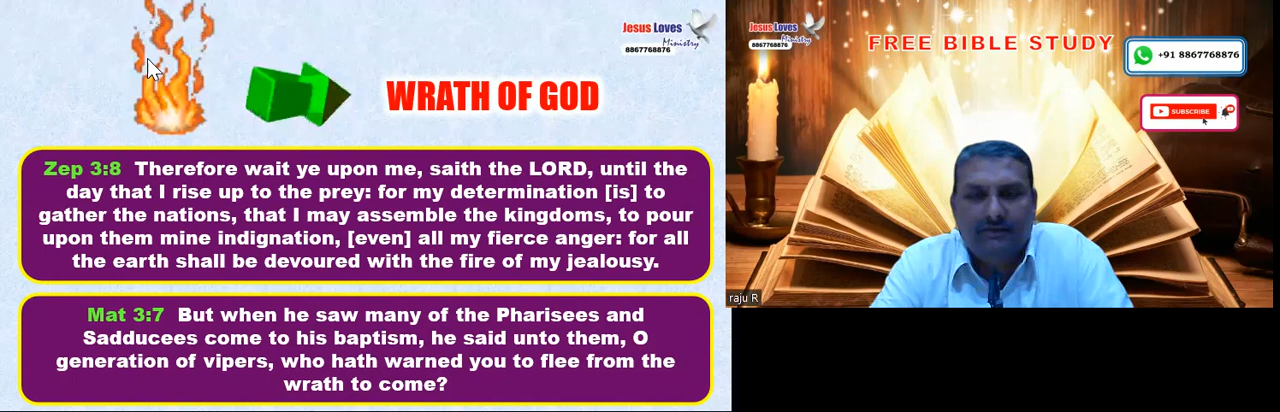 Jesus Loves
Ministry
8867768876
WRATH OF GOD
Zep 3:8 Therefore wait ye upon me, saith the LORD, until the
day that I rise up to the prey: for my determination [is] to
gather the nations, that I may assemble the kingdoms, to pour
upon them mine indignation, [even] all my fierce anger: for all
the earth shall be devoured with the fire of my jealousy.
Mat 3:7 But when he saw many of the Pharisees and
Sadducees come to his baptism, he said unto them, O
generation of vipers, who hath warned you to flee from the
wrath to come?
Jesus Loves
Ministry
8867768876
FREE BIBLE STUDY
+91 8867768876
SUBSCRIBE
raju R